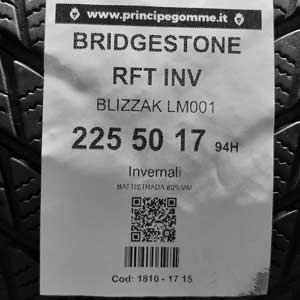 www.principegomme.it
BRIDGESTONE
RFT INV
BLIZZAK LM001
225 50 17 94H
Invernali
BATTISTRADA 80% MM
Cod: 1810 - 17 15